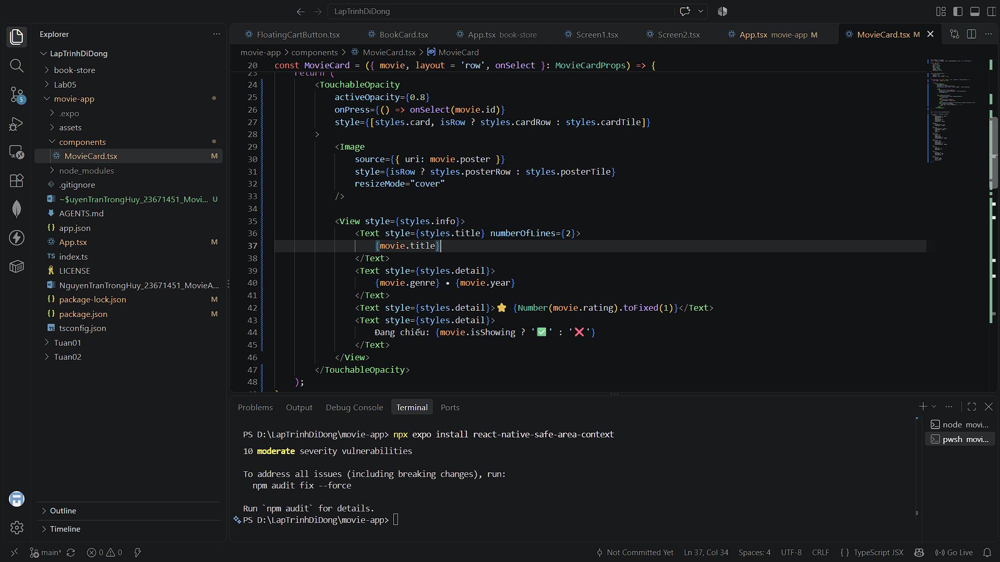 LapTrinhDiDong
Explorer
LapTrinhDiDong
book-store
Lab05
movie-app
.expo
assets
components
MovieCard.tsx M
node_modules
.gitignore
~$uyenTranTrongHuy_23671451_Movi... U
AGENTS.md
app.json
App.tsx M
index.ts
LICENSE
NguyenTranTrongHuy_23671451_MovieA...
package-lock.json M
package.json M
tsconfig.json
Tuan01
Tuan02
Outline
Timeline
5
FloatingCartButton.tsx BookCard.tsx App.tsx book-store Screen1.tsx Screen2.tsx App.tsx movie-app M MovieCard.tsx M
movie-app > components > MovieCard.tsx > MovieCard
20 const MovieCard = ({ movie, layout = 'row', onSelect }: MovieCardProps) => {
23 return (
24 <TouchableOpacity
25 activeOpacity={0.8}
26 onPress={() => onSelect(movie.id)}
27 style={[styles.card, isRow ? styles.cardRow : styles.cardTile]}
28 >
29 <Image
30 source={{ uri: movie.poster }}
31 style={isRow ? styles.posterRow : styles.posterTile}
32 resizeMode="cover"
33 />
34
35 <View style={styles.info}>
36 <Text style={styles.title} numberOfLines={2}>
37 {movie.title}
38 </Text>
39 <Text style={styles.detail}>
40 {movie.genre} • {movie.year}
41 </Text>
42 <Text style={styles.detail}>⭐ {Number(movie.rating).toFixed(1)}</Text>
43 <Text style={styles.detail}>
44 Đang chiếu: {movie.isShowing ? '✅' : '❌'}
45 </Text>
46 </View>
47 </TouchableOpacity>
48 );
Problems Output Debug Console Terminal Ports
PS D:\LapTrinhDiDong\movie-app> npx expo install react-native-safe-area-context
10 moderate severity vulnerabilities
To address all issues (including breaking changes), run:
npm audit fix --force
Run `npm audit` for details.
PS D:\LapTrinhDiDong\movie-app>
node movi...
pwsh movi...
main* 0 0 Not Committed Yet Ln 37, Col 34 Spaces: 4 UTF-8 CRLF { } TypeScript JSX Go Live